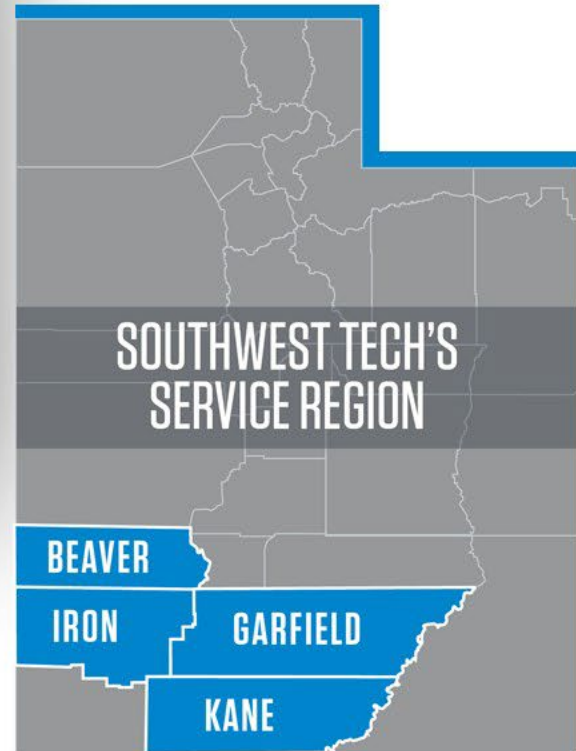 SOUTHWEST TECH'S
SERVICE REGION
BEAVER
IRON
GARFIELD
KANE